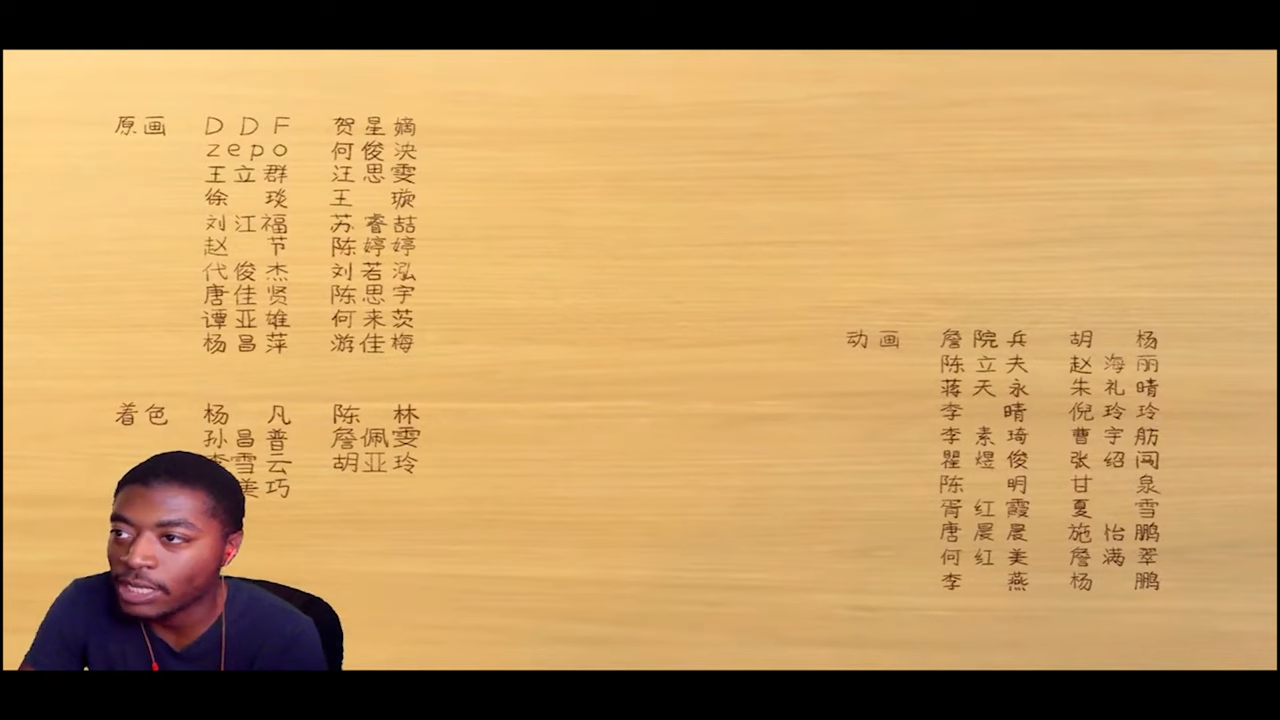 原画 DDF 贺星嫡
zepo 何俊泱
王立群 汪思雯
徐琰 王璇
刘江福 苏睿喆
赵节 陈婷婷
代俊杰 刘若泓
唐佳贤 陈思宇
谭亚雄 何来茨
杨昌萍 游佳梅
着色 杨凡 陈林
孙昌普 詹佩雯
雪云 胡亚玲
美巧
动画 詹院兵 胡杨
陈立夫 赵海丽
蒋天永 朱礼晴
李晴 倪玲玲
李素琦 曹宇舫
瞿煜俊 张绍闯
陈明 甘泉
胥红霞 夏雪
唐晨晨 施怡鹏
何红美 詹满翠
李燕 杨鹏